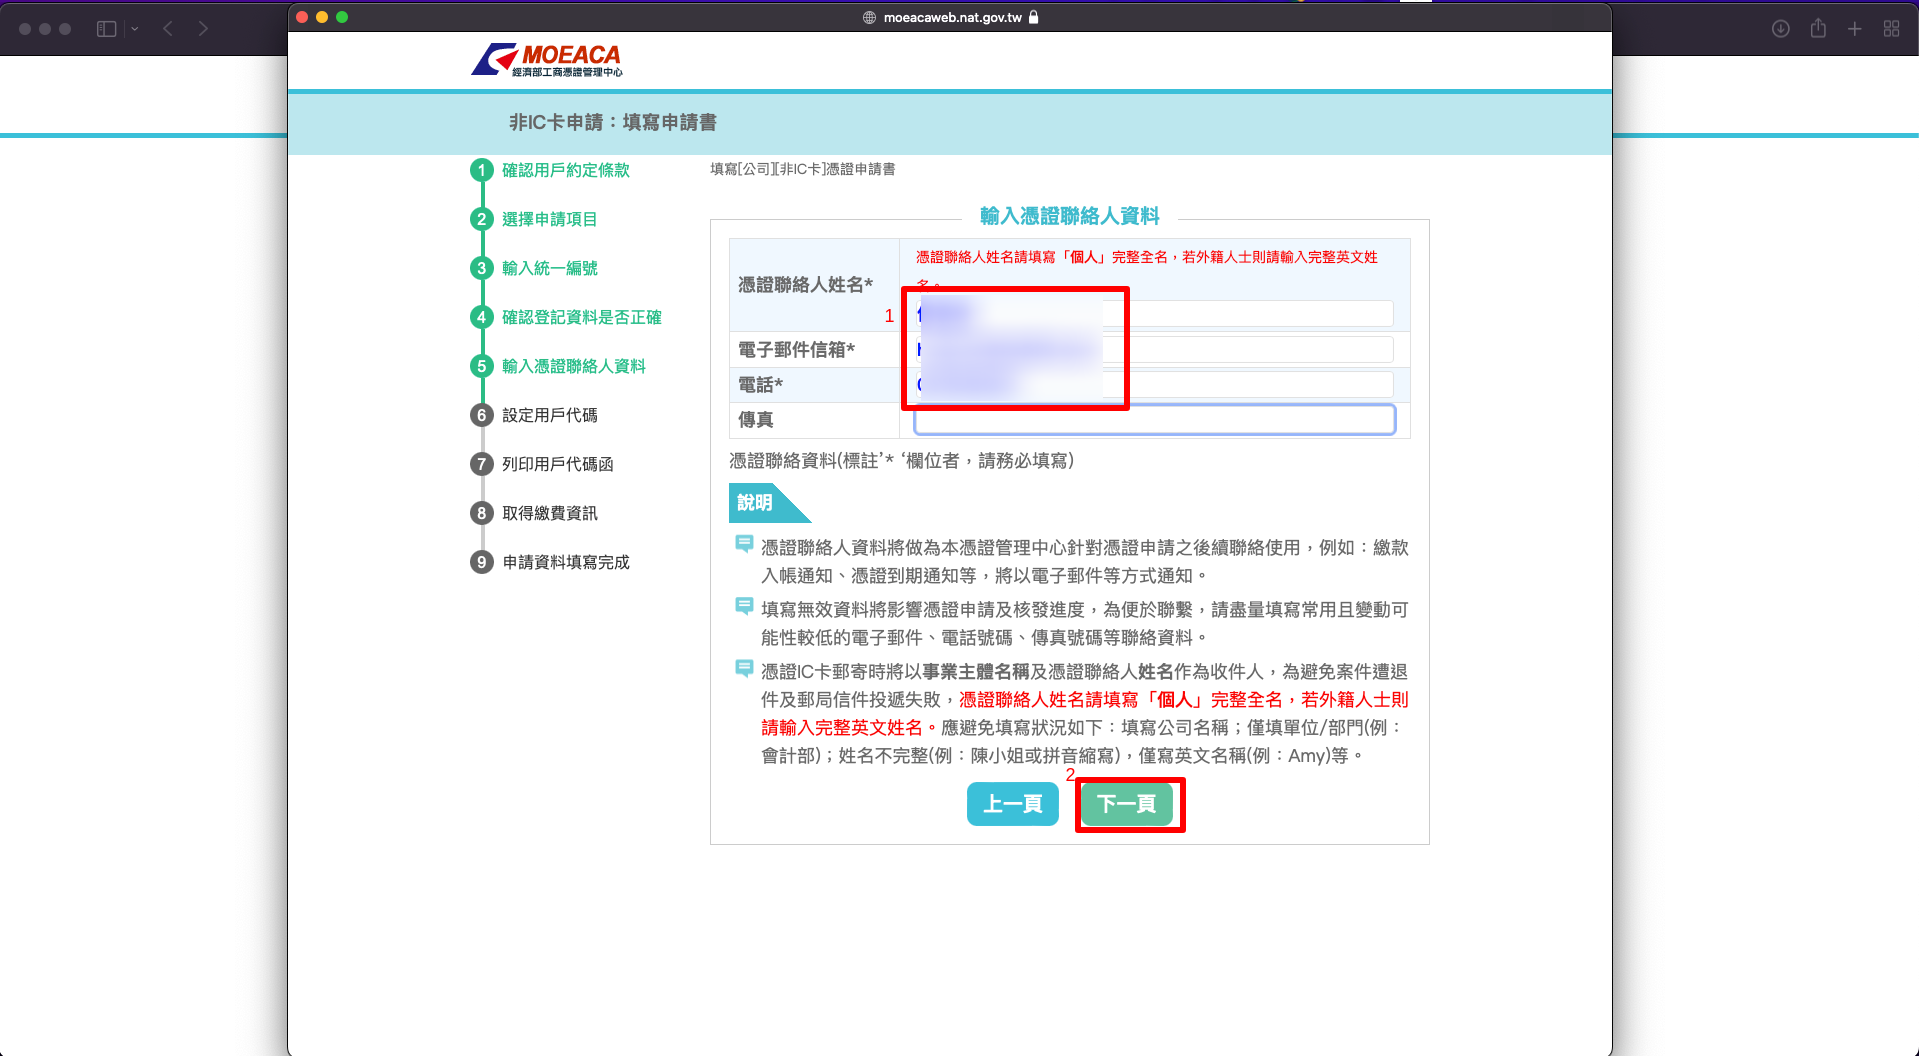 moeacaweb.nat.gov.tw
MOEACA
經濟部工商憑證管理中心
非IC卡申請：填寫申請書
1 確認用戶約定條款
2 選擇申請項目
3 輸入統一編號
4 確認登記資料是否正確
5 輸入憑證聯絡人資料
6 設定用戶代碼
7 列印用戶代碼函
8 取得繳費資訊
9 申請資料填寫完成
填寫[公司][非IC卡]憑證申請書
輸入憑證聯絡人資料
憑證聯絡人姓名*
憑證聯絡人姓名請填寫「個人」完整全名，若外籍人士則請輸入完整英文姓
名。
1
電子郵件信箱*
電話*
傳真
憑證聯絡資料(標註’* ‘欄位者，請務必填寫)
說明
憑證聯絡人資料將做為本憑證管理中心針對憑證申請之後續聯絡使用，例如：繳款
入帳通知、憑證到期通知等，將以電子郵件等方式通知。
填寫無效資料將影響憑證申請及核發進度，為便於聯繫，請盡量填寫常用且變動可
能性較低的電子郵件、電話號碼、傳真號碼等聯絡資料。
憑證IC卡郵寄時將以事業主體名稱及憑證聯絡人姓名作為收件人，為避免案件遭退
件及郵局信件投遞失敗，憑證聯絡人姓名請填寫「個人」完整全名，若外籍人士則
請輸入完整英文姓名。應避免填寫狀況如下：填寫公司名稱；僅填單位/部門(例：
會計部)；姓名不完整(例：陳小姐或拼音縮寫)，僅寫英文名稱(例：Amy)等。
2
上一頁
下一頁